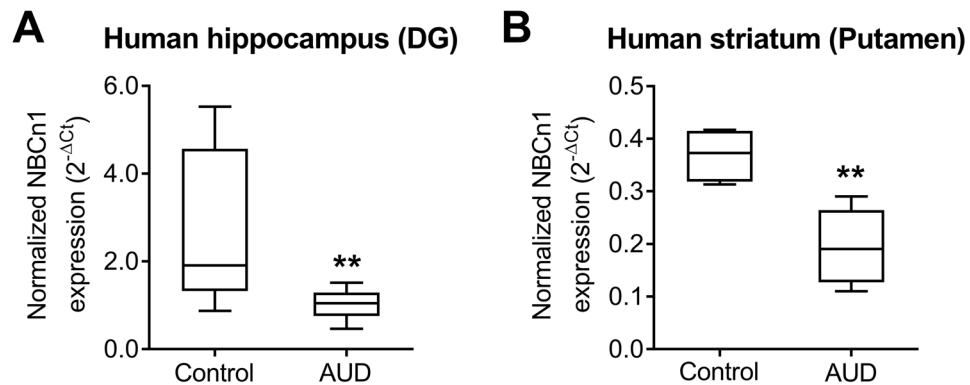 A
Human hippocampus (DG)
Normalized NBCn1
expression (2-ΔCt)
6.0
4.0
2.0
0.0
**
Control
AUD
B
Human striatum (Putamen)
Normalized NBCn1
expression (2-ΔCt)
0.5
0.4
0.3
0.2
0.1
0.0
**
Control
AUD